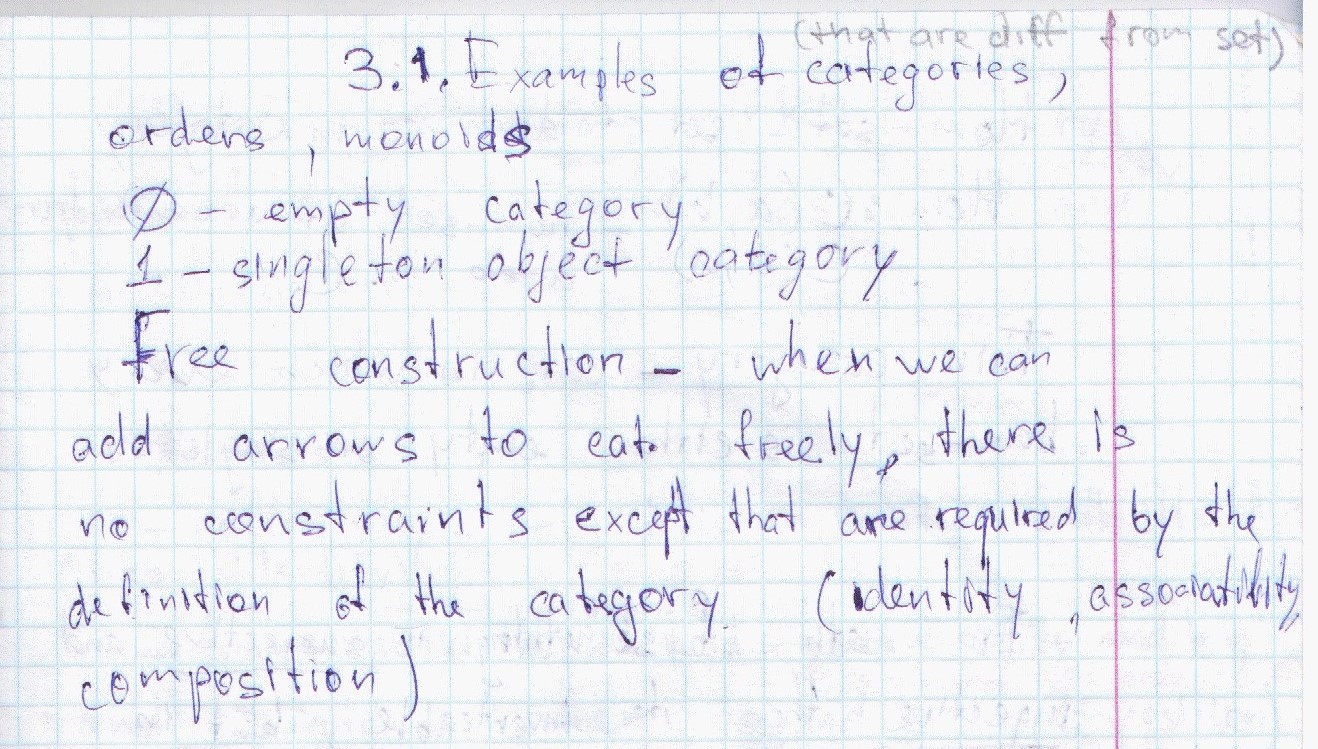 (that are diff from set)
3.1. Examples of categories,
orders, monoids
∅ - empty category
1 - singleton object category.
Free construction - when we can
add arrows to cat. freely, there is
no constraints except that are required by the
definition of the category. (identity, associativity,
composition)